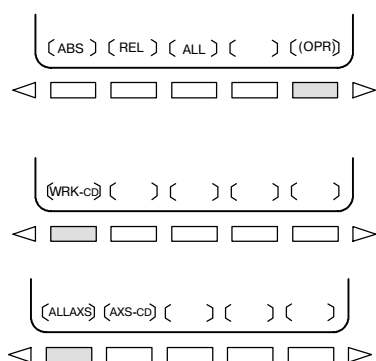 ( ABS ) ( REL ) ( ALL ) ( ) ( (OPR) )
( WRK-CD ) ( ) ( ) ( ) ( )
( ALLAXS ) ( AXS-CD ) ( ) ( ) ( )